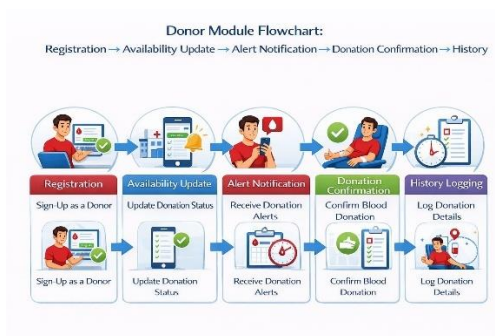 Donor Module Flowchart:
Registration → Availability Update → Alert Notification → Donation Confirmation → History
Registration
Sign-Up as a Donor
Sign-Up as a Donor
Availability Update
Update Donation Status
Update Donation
Status
Alert Notification
Receive Donation
Alerts
Receive Donation
Alerts
Donation
Confirmation
Confirm Blood
Donation
Confirm Blood
Donation
History Logging
Log Donation
Details
Log Donation
Details